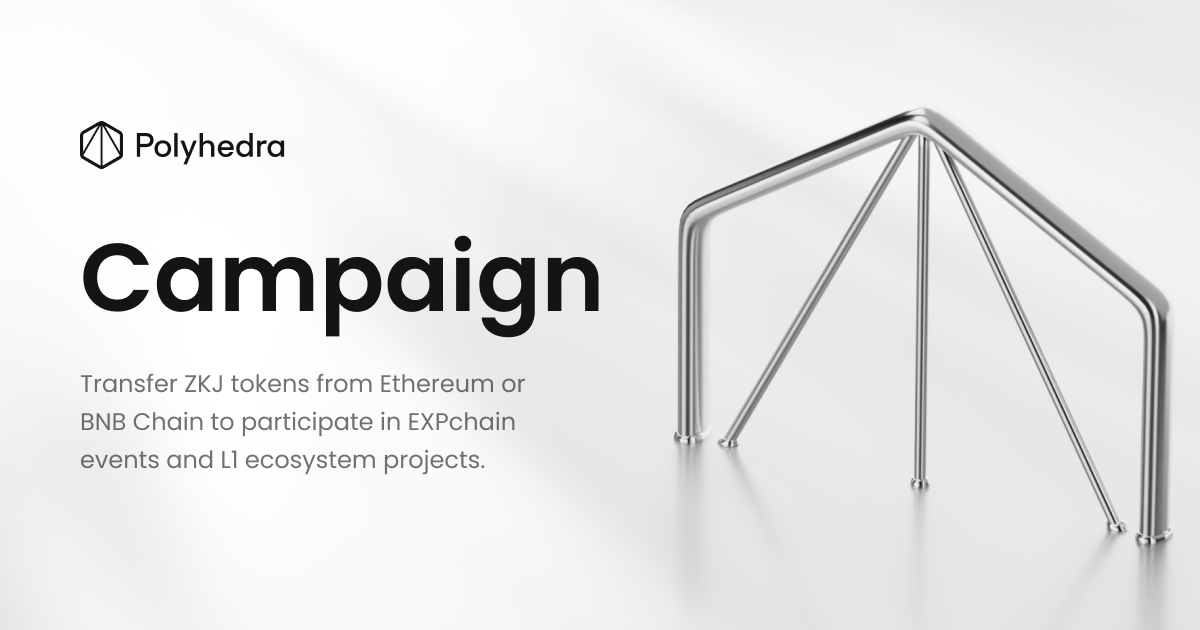 Polyhedra
Campaign
Transfer ZKJ tokens from Ethereum or
BNB Chain to participate in EXPchain
events and L1 ecosystem projects.